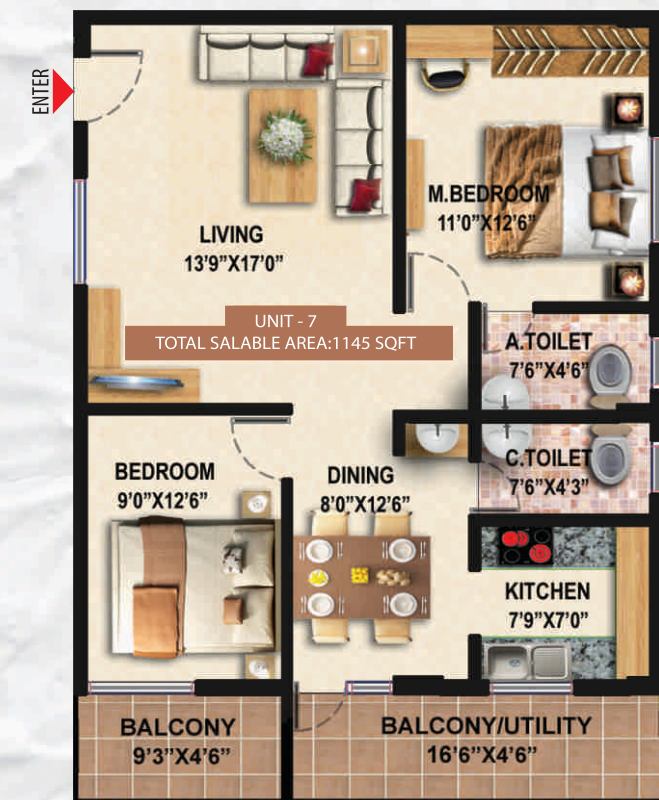 ENTER
M.BEDROOM
11'0"X12'6"
LIVING
13'9"X17'0"
UNIT - 7
TOTAL SALABLE AREA:1145 SQFT
A.TOILET
7'6"X4'6"
C.TOILET
7'6"X4'3"
BEDROOM
9'0"X12'6"
DINING
8'0"X12'6"
KITCHEN
7'9"X7'0"
BALCONY
9'3"X4'6"
BALCONY/UTILITY
16'6"X4'6"